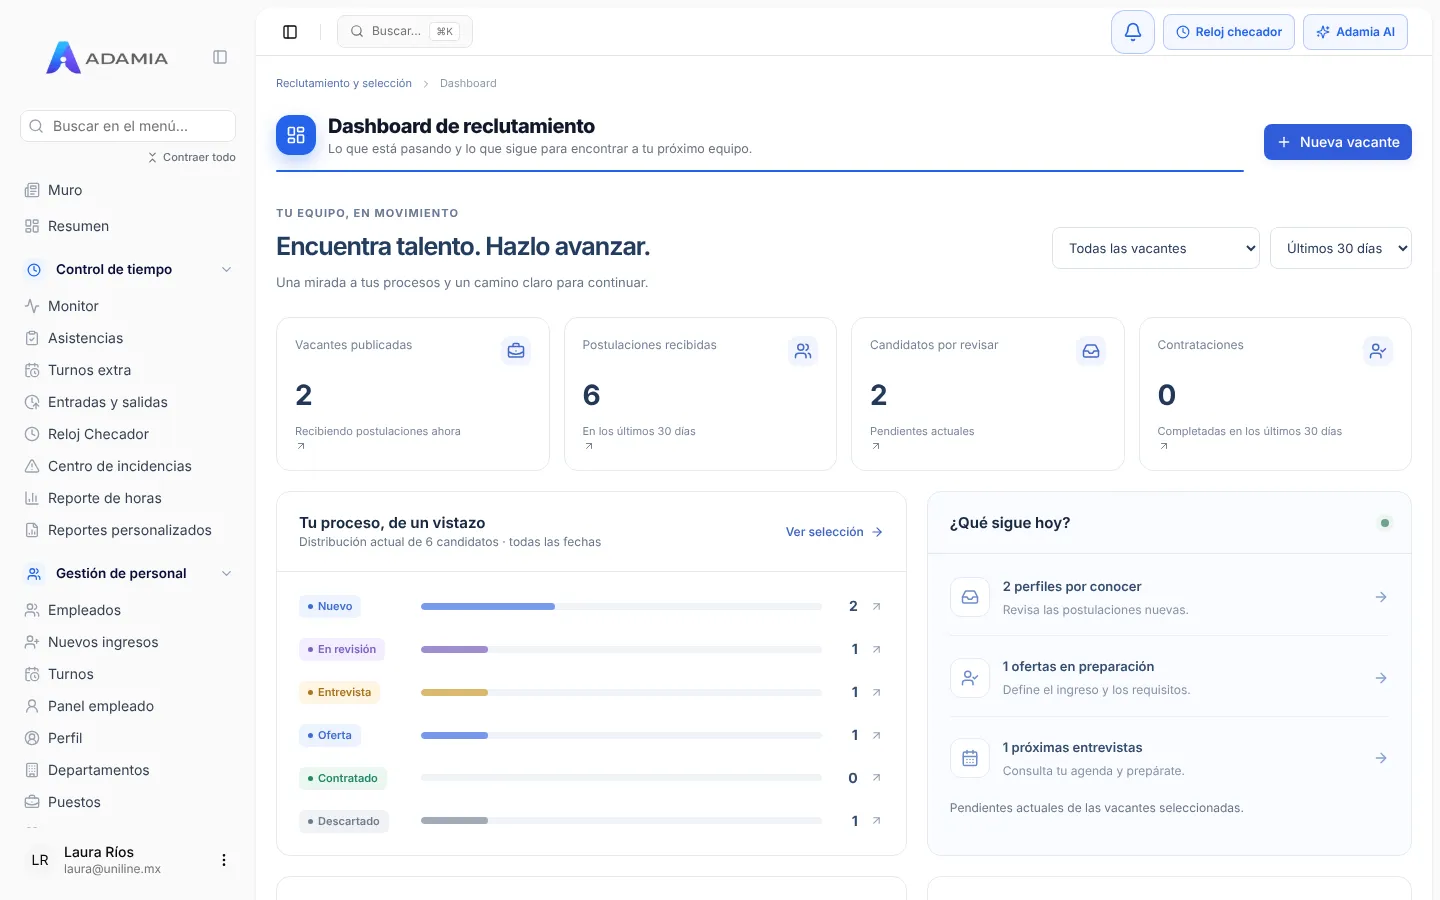 ADAMIA
Buscar en el menú...
Contraer todo
Muro
Resumen
Control de tiempo
Monitor
Asistencias
Turnos extra
Entradas y salidas
Reloj Checador
Centro de incidencias
Reporte de horas
Reportes personalizados
Gestión de personal
Empleados
Nuevos ingresos
Turnos
Panel empleado
Perfil
Departamentos
Puestos
LR
Laura Ríos
laura@uniline.mx
Buscar... ⌘K
Reloj checador
Adamia AI
Reclutamiento y selección > Dashboard
Dashboard de reclutamiento
Lo que está pasando y lo que sigue para encontrar a tu próximo equipo.
+ Nueva vacante
TU EQUIPO, EN MOVIMIENTO
Encuentra talento. Hazlo avanzar.
Una mirada a tus procesos y un camino claro para continuar.
Todas las vacantes
Últimos 30 días
Vacantes publicadas
2
Recibiendo postulaciones ahora
Postulaciones recibidas
6
En los últimos 30 días
Candidatos por revisar
2
Pendientes actuales
Contrataciones
0
Completadas en los últimos 30 días
Tu proceso, de un vistazo
Distribución actual de 6 candidatos · todas las fechas
Ver selección
Nuevo 2
En revisión 1
Entrevista 1
Oferta 1
Contratado 0
Descartado 1
¿Qué sigue hoy?
2 perfiles por conocer
Revisa las postulaciones nuevas.
1 ofertas en preparación
Define el ingreso y los requisitos.
1 próximas entrevistas
Consulta tu agenda y prepárate.
Pendientes actuales de las vacantes seleccionadas.